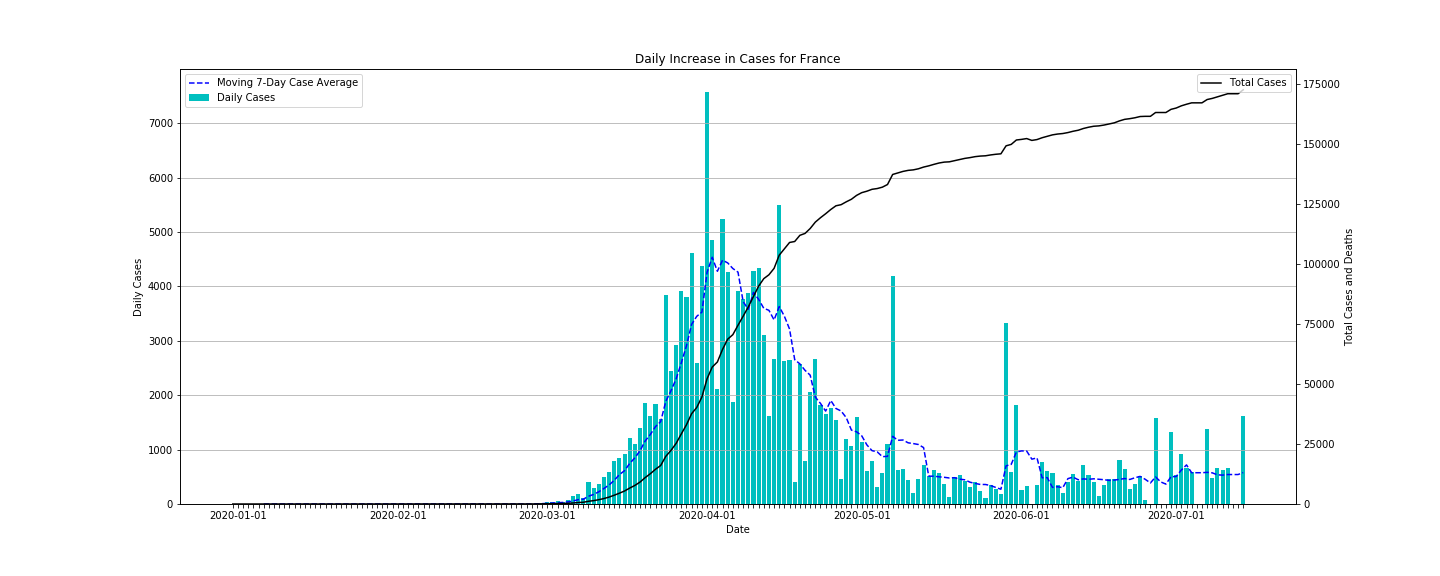 Daily Increase in Cases for France
Moving 7-Day Case Average
Daily Cases
Total Cases
Daily Cases
7000
6000
5000
4000
3000
2000
1000
0
175000
150000
125000
100000
75000
50000
25000
0
Total Cases and Deaths
2020-01-01 2020-02-01 2020-03-01 2020-04-01 2020-05-01 2020-06-01 2020-07-01
Date